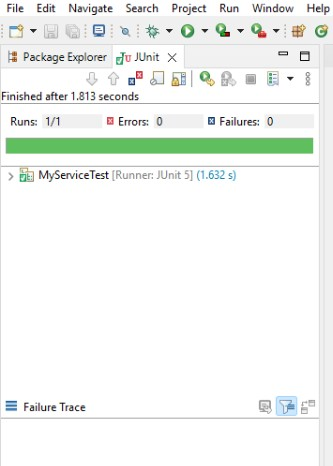 File Edit Navigate Search Project Run Window Help
Package Explorer JUnit
Finished after 1.813 seconds
Runs: 1/1 Errors: 0 Failures: 0
MyServiceTest [Runner: JUnit 5] (1.632 s)
Failure Trace